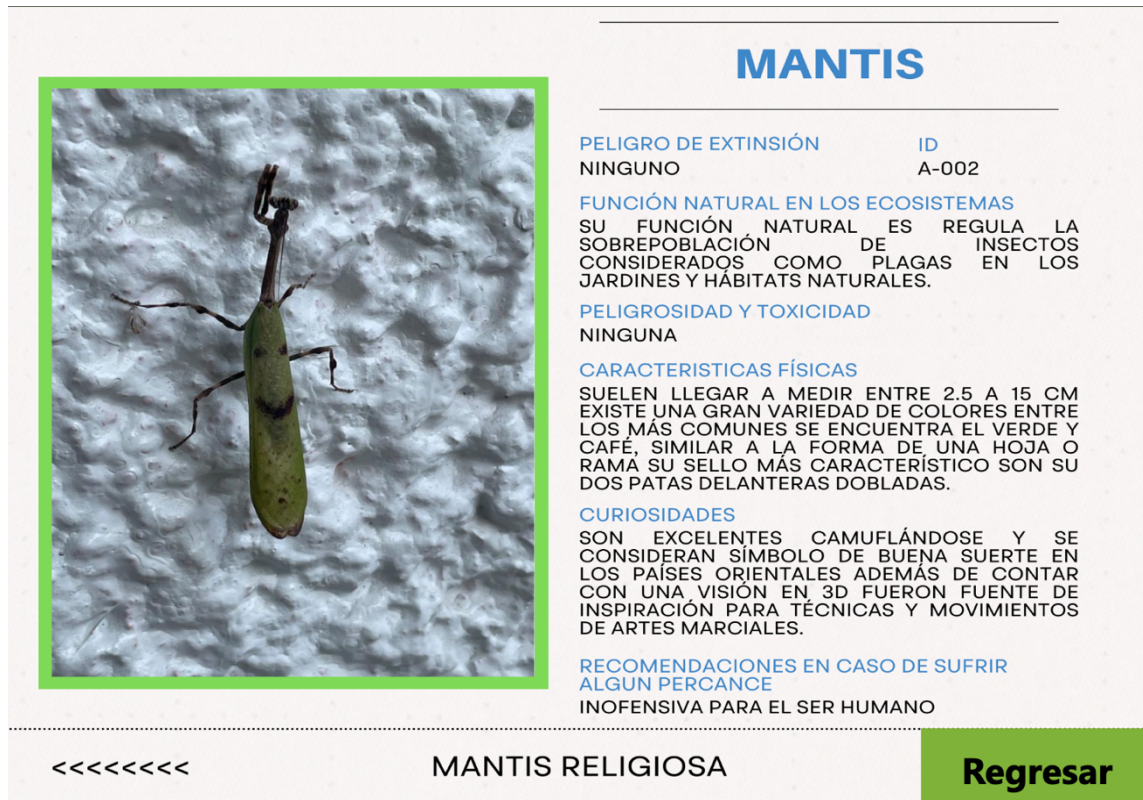 MANTIS
PELIGRO DE EXTINSIÓN
NINGUNO
ID
A-002
FUNCIÓN NATURAL EN LOS ECOSISTEMAS
SU FUNCIÓN NATURAL ES REGULA LA
SOBREPOBLACIÓN DE INSECTOS
CONSIDERADOS COMO PLAGAS EN LOS
JARDINES Y HÁBITATS NATURALES.
PELIGROSIDAD Y TOXICIDAD
NINGUNA
CARACTERISTICAS FÍSICAS
SUELEN LLEGAR A MEDIR ENTRE 2.5 A 15 CM
EXISTE UNA GRAN VARIEDAD DE COLORES ENTRE
LOS MÁS COMUNES SE ENCUENTRA EL VERDE Y
CAFÉ, SIMILAR A LA FORMA DE UNA HOJA O
RAMA SU SELLO MÁS CARACTERÍSTICO SON SU
DOS PATAS DELANTERAS DOBLADAS.
CURIOSIDADES
SON EXCELENTES CAMUFLÁNDOSE Y SE
CONSIDERAN SÍMBOLO DE BUENA SUERTE EN
LOS PAÍSES ORIENTALES ADEMÁS DE CONTAR
CON UNA VISIÓN EN 3D FUERON FUENTE DE
INSPIRACIÓN PARA TÉCNICAS Y MOVIMIENTOS
DE ARTES MARCIALES.
RECOMENDACIONES EN CASO DE SUFRIR
ALGUN PERCANCE
INOFENSIVA PARA EL SER HUMANO
<<<<<<<<
MANTIS RELIGIOSA
Regresar